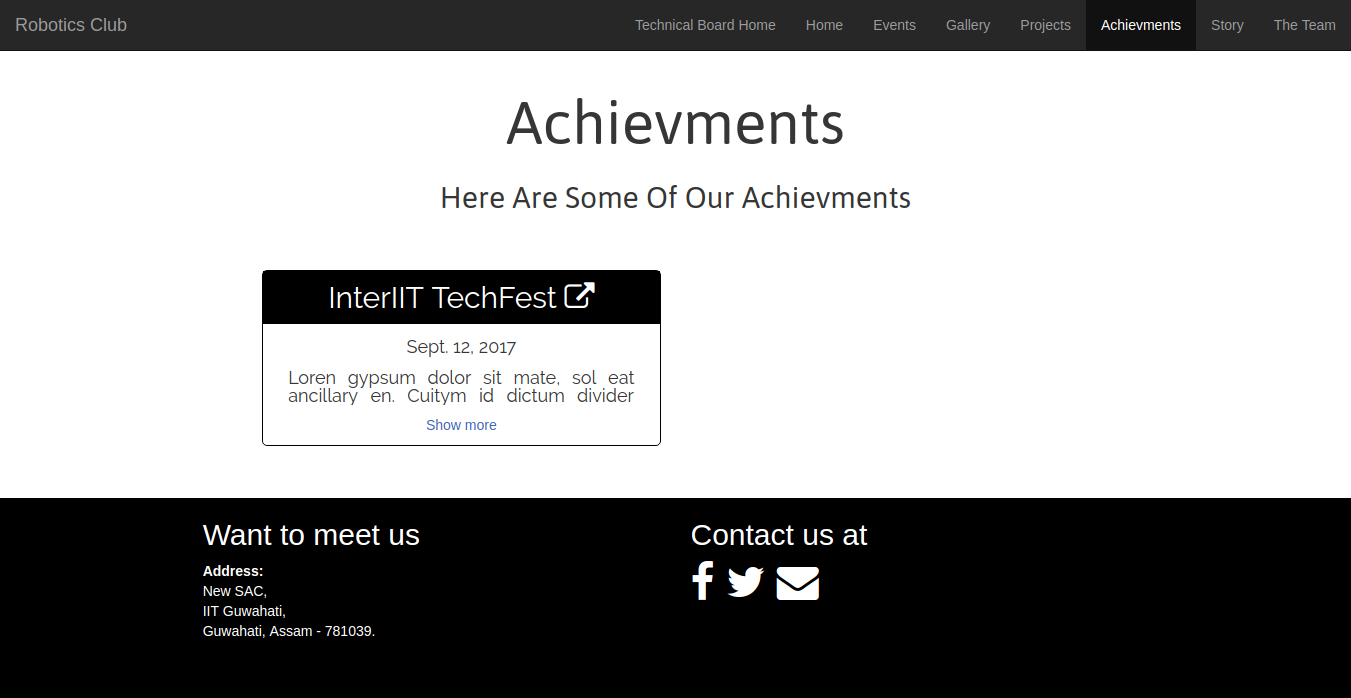 Robotics Club Technical Board Home Home Events Gallery Projects Achievments Story The Team
Achievments
Here Are Some Of Our Achievments
InterIIT TechFest
Sept. 12, 2017
Loren gypsum dolor sit mate, sol eat
ancillary en. Cuitym id dictum divider
Show more
Want to meet us
Address:
New SAC,
IIT Guwahati,
Guwahati, Assam - 781039.
Contact us at